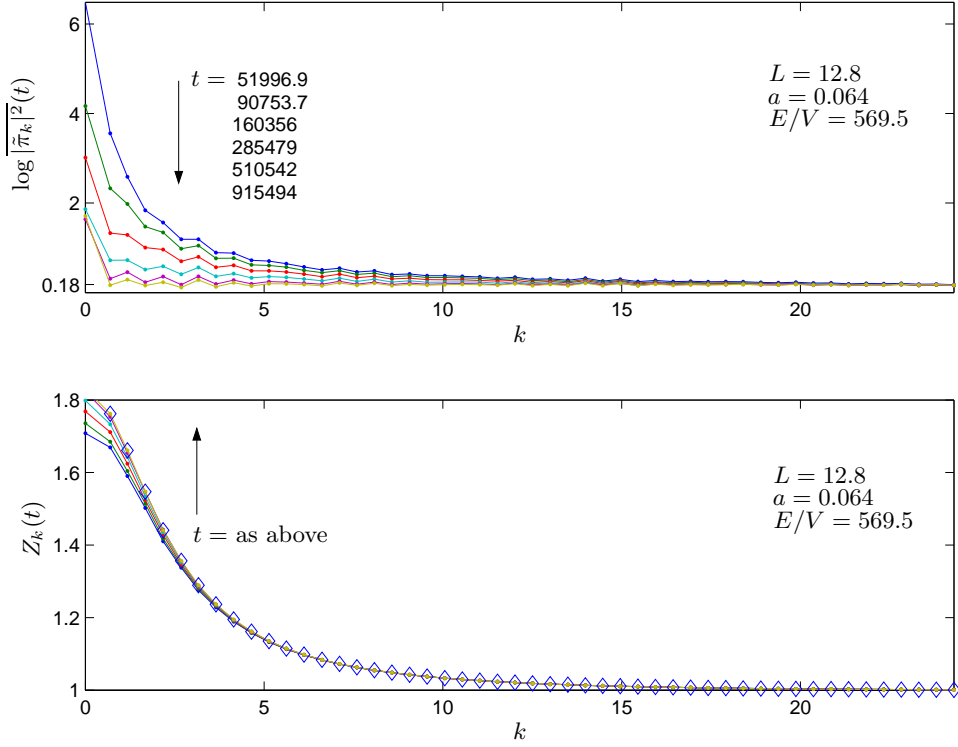 6
4
2
0.18
log |π̃ₖ|²(t)
t = 51996.9
90753.7
160356
285479
510542
915494
L = 12.8
a = 0.064
E/V = 569.5
0 5 10 15 20
k
1.8
1.6
1.4
1.2
1
Zₖ(t)
t = as above
L = 12.8
a = 0.064
E/V = 569.5
0 5 10 15 20
k